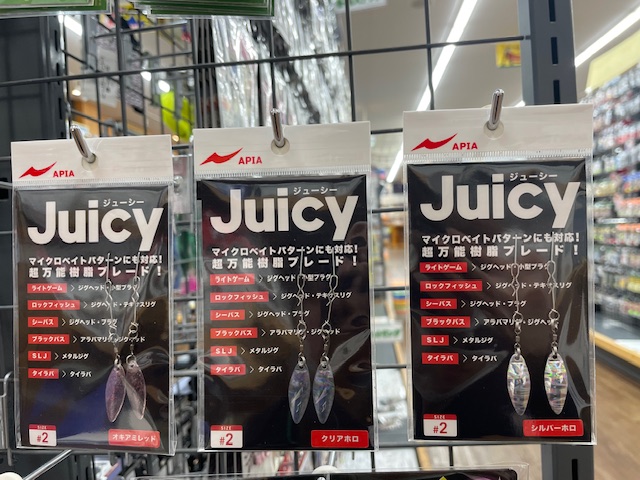 APIA
ジューシー
Juicy
マイクロベイトパターンにも対応!
超万能樹脂ブレード!
ライトゲーム > ジグヘッド・小型プラグ
ロックフィッシュ > ジグヘッド・テキサスリグ
シーバス > ジグヘッド・プラグ
ブラックバス > アラバマリグ・ジグヘッド
SLJ > メタルジグ
タイラバ > タイラバ
SIZE
#2
オキアミレッド
APIA
ジューシー
Juicy
マイクロベイトパターンにも対応!
超万能樹脂ブレード!
ライトゲーム > ジグヘッド・小型プラグ
ロックフィッシュ > ジグヘッド・テキサスリグ
シーバス > ジグヘッド・プラグ
ブラックバス > アラバマリグ・ジグヘッド
SLJ > メタルジグ
タイラバ > タイラバ
SIZE
#2
クリアホロ
APIA
ジューシー
Juicy
マイクロベイトパターンにも対応!
超万能樹脂ブレード!
ライトゲーム > ジグヘッド・小型プラグ
ロックフィッシュ > ジグヘッド・テキサスリグ
シーバス > ジグヘッド・プラグ
ブラックバス > アラバマリグ・ジグヘッド
SLJ > メタルジグ
タイラバ > タイラバ
SIZE
#2
シルバーホロ